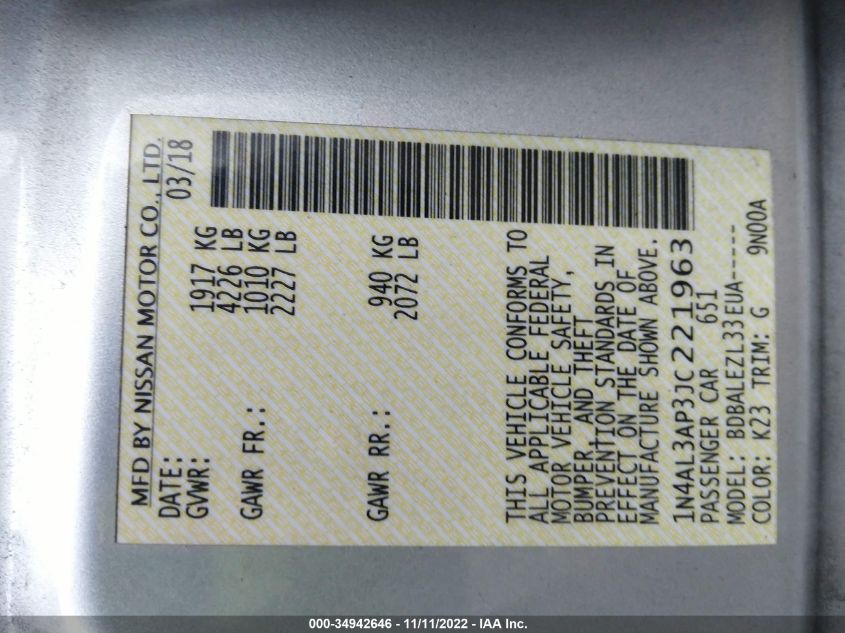 MFD BY NISSAN MOTOR CO., LTD.
DATE: 03/18
GVWR: 1917 KG
4226 LB
GAWR FR.: 1010 KG
2227 LB
GAWR RR.: 940 KG
2072 LB
THIS VEHICLE CONFORMS TO
ALL APPLICABLE FEDERAL
MOTOR VEHICLE SAFETY,
BUMPER, AND THEFT
PREVENTION STANDARDS IN
EFFECT ON THE DATE OF
MANUFACTURE SHOWN ABOVE.
1N4AL3AP3JC221963
PASSENGER CAR 651
MODEL: BDBALEZL33EUA-----
COLOR: K23 TRIM: G 9N00A
000-34942646 - 11/11/2022 - IAA Inc.